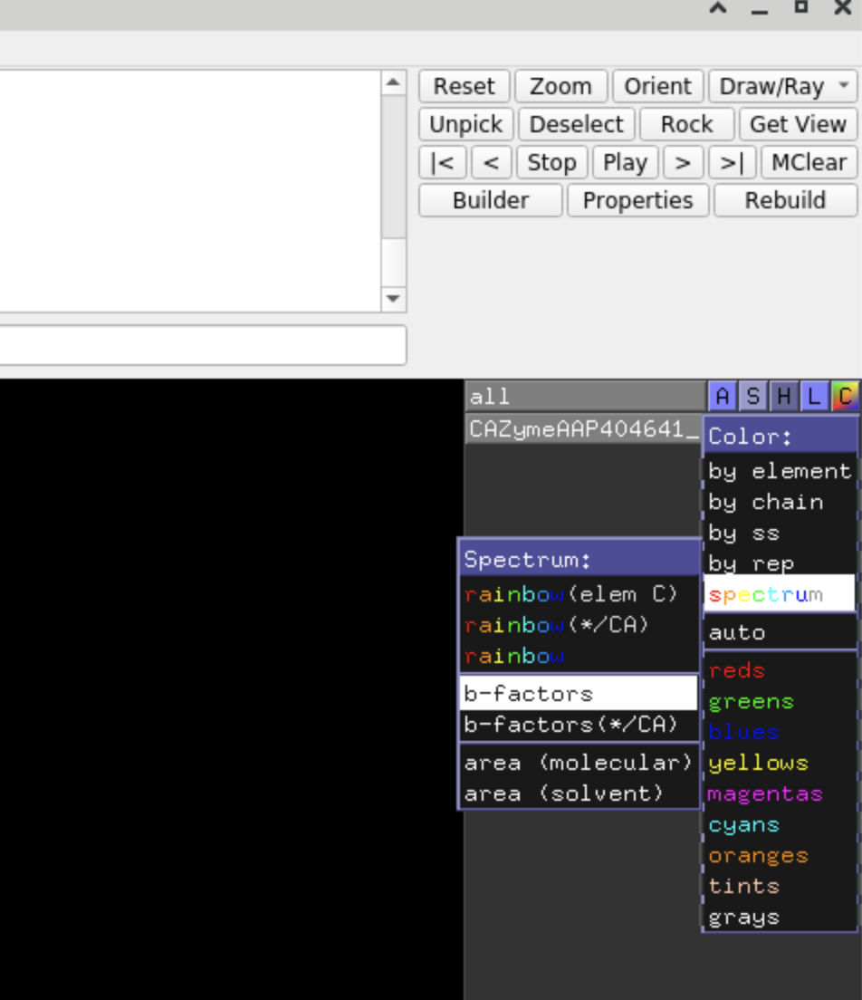 Reset Zoom Orient Draw/Ray
Unpick Deselect Rock Get View
|< < Stop Play > >| MClear
Builder Properties Rebuild
all A S H L C
CAZymeAAP404641_
Color:
by element
by chain
by ss
by rep
spectrum
auto
reds
greens
blues
yellows
magentas
cyans
oranges
tints
grays
Spectrum:
rainbow(elem C)
rainbow(*/CA)
rainbow
b-factors
b-factors(*/CA)
area (molecular)
area (solvent)